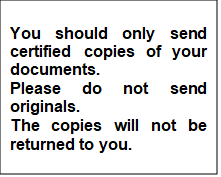 You should only send
certified copies of your
documents.
Please do not send
originals.
The copies will not be
returned to you.